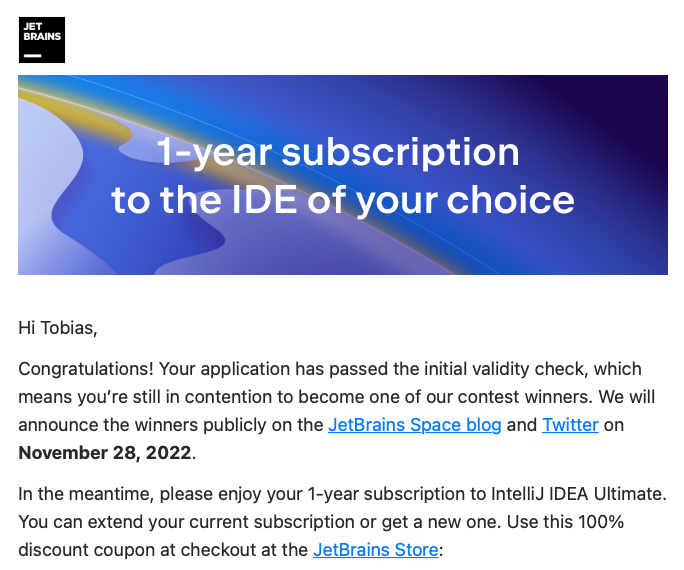 JET
BRAINS
1-year subscription
to the IDE of your choice
Hi Tobias,
Congratulations! Your application has passed the initial validity check, which
means you’re still in contention to become one of our contest winners. We will
announce the winners publicly on the JetBrains Space blog and Twitter on
November 28, 2022.
In the meantime, please enjoy your 1-year subscription to IntelliJ IDEA Ultimate.
You can extend your current subscription or get a new one. Use this 100%
discount coupon at checkout at the JetBrains Store: